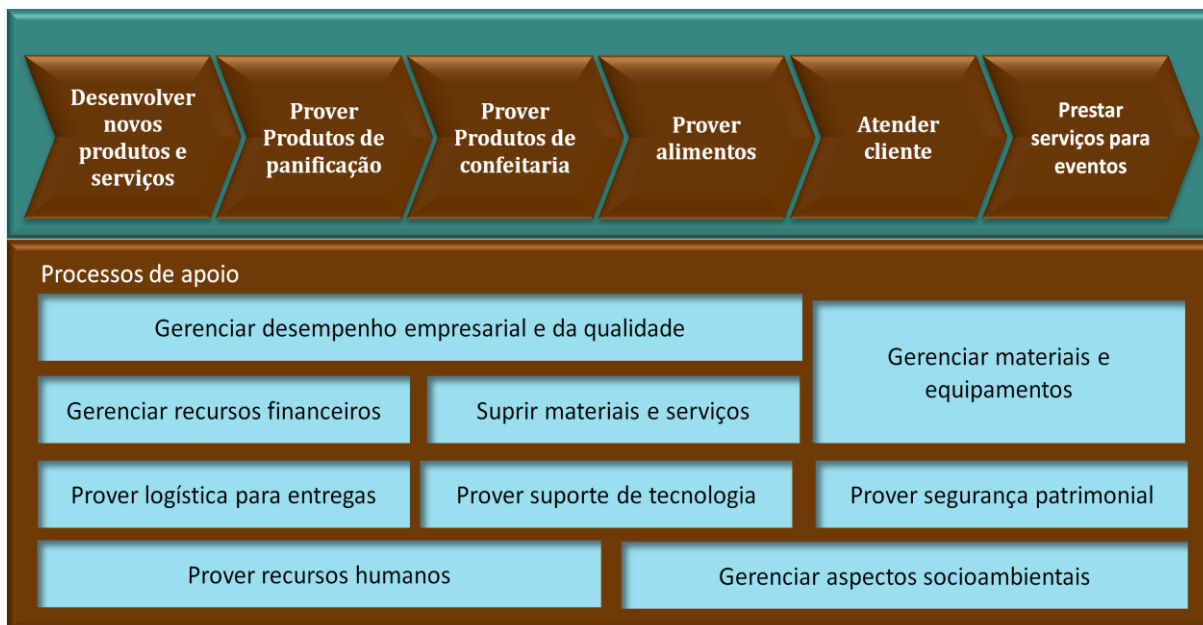 Desenvolver
novos
produtos e
serviços
Prover
Produtos de
panificação
Prover
Produtos de
confeitaria
Prover
alimentos
Atender
cliente
Prestar
serviços para
eventos
Processos de apoio
Gerenciar desempenho empresarial e da qualidade
Gerenciar materiais e
equipamentos
Gerenciar recursos financeiros
Suprir materiais e serviços
Prover logística para entregas
Prover suporte de tecnologia
Prover segurança patrimonial
Prover recursos humanos
Gerenciar aspectos socioambientais